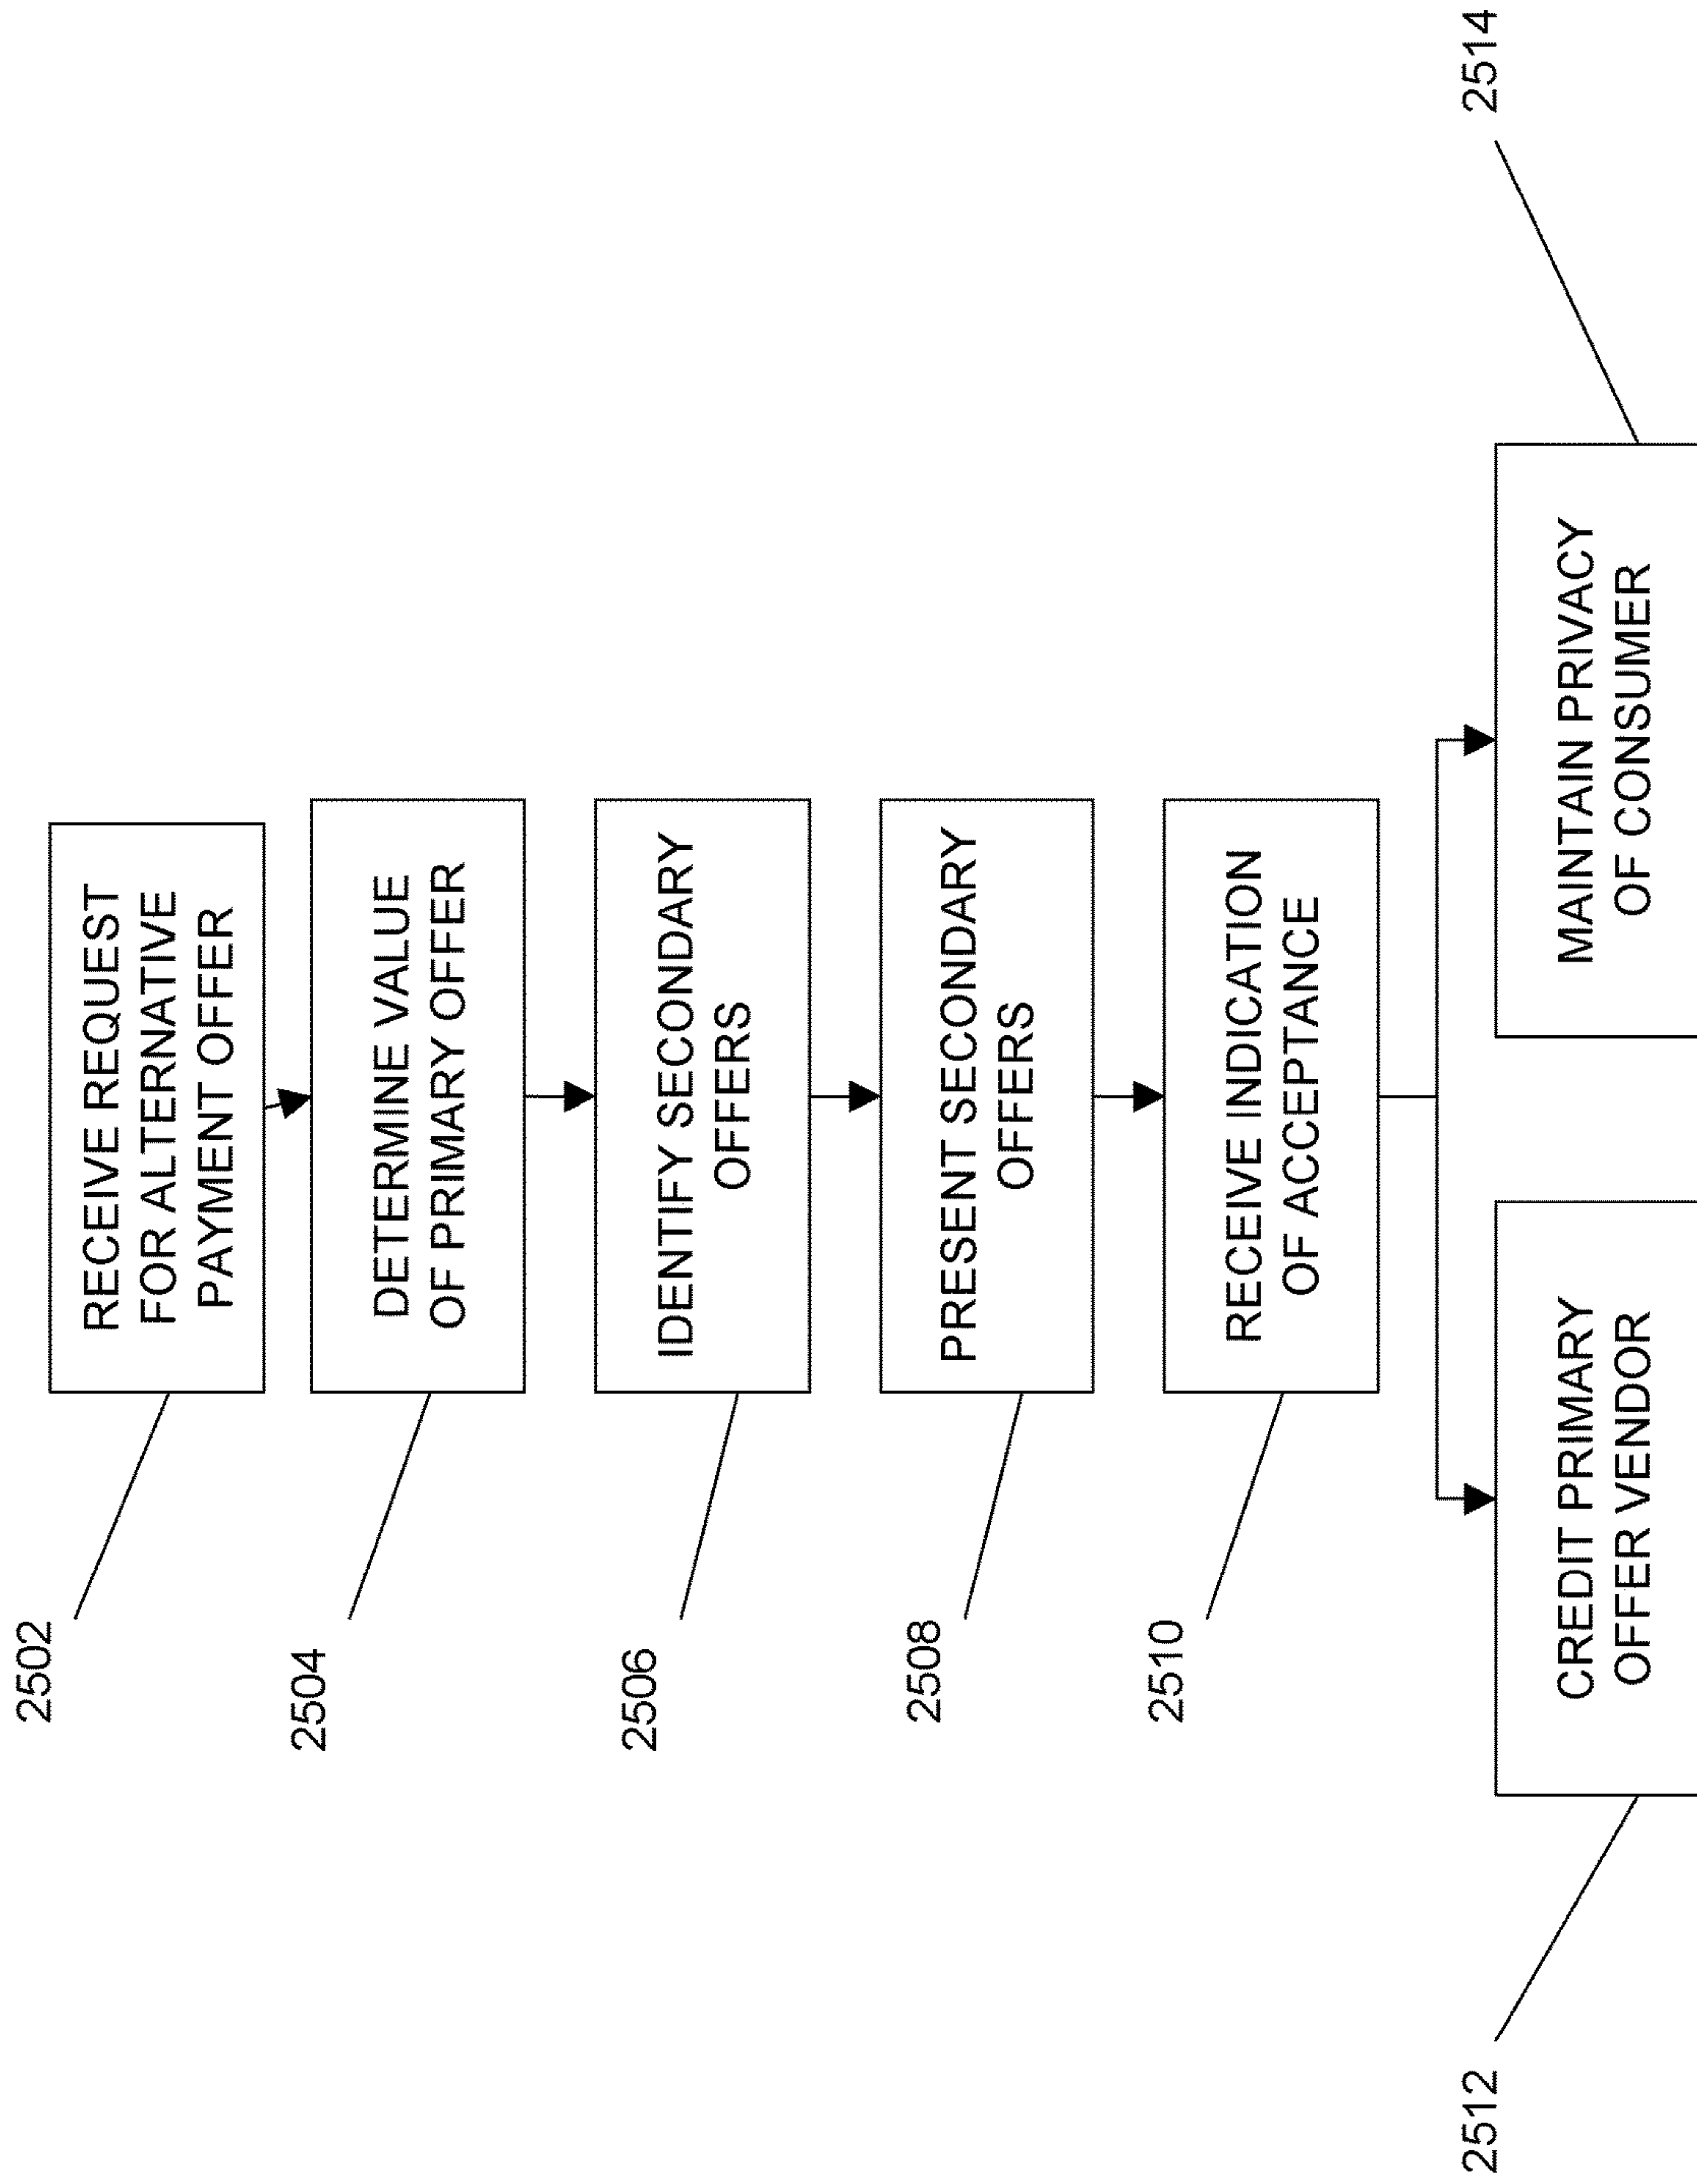 2502
RECEIVE REQUEST
FOR ALTERNATIVE
PAYMENT OFFER
2504
DETERMINE VALUE
OF PRIMARY OFFER
2506
IDENTIFY SECONDARY
OFFERS
2508
PRESENT SECONDARY
OFFERS
2510
RECEIVE INDICATION
OF ACCEPTANCE
2512
CREDIT PRIMARY
OFFER VENDOR
2514
MAINTAIN PRIVACY
OF CONSUMER